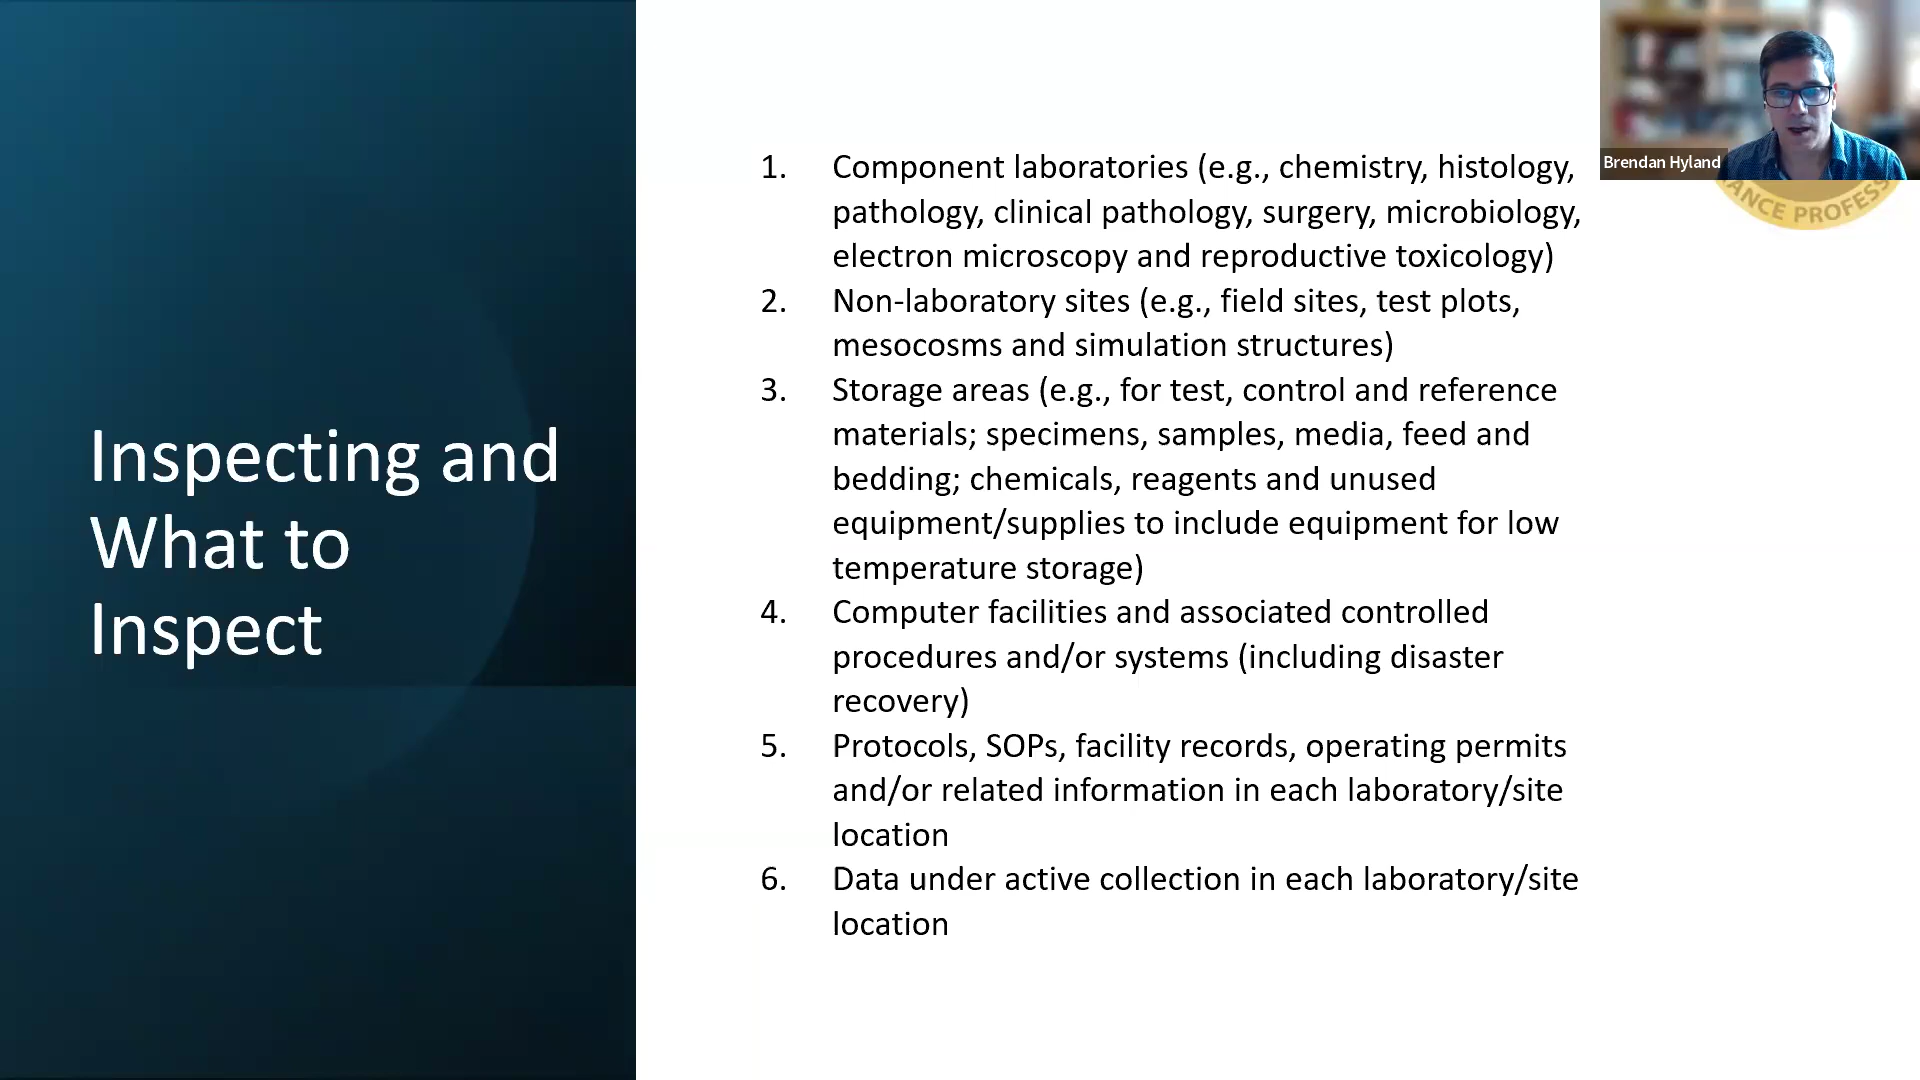 Inspecting and
What to
Inspect
1. Component laboratories (e.g., chemistry, histology,
pathology, clinical pathology, surgery, microbiology,
electron microscopy and reproductive toxicology)
2. Non-laboratory sites (e.g., field sites, test plots,
mesocosms and simulation structures)
3. Storage areas (e.g., for test, control and reference
materials; specimens, samples, media, feed and
bedding; chemicals, reagents and unused
equipment/supplies to include equipment for low
temperature storage)
4. Computer facilities and associated controlled
procedures and/or systems (including disaster
recovery)
5. Protocols, SOPs, facility records, operating permits
and/or related information in each laboratory/site
location
6. Data under active collection in each laboratory/site
location
Brendan Hyland